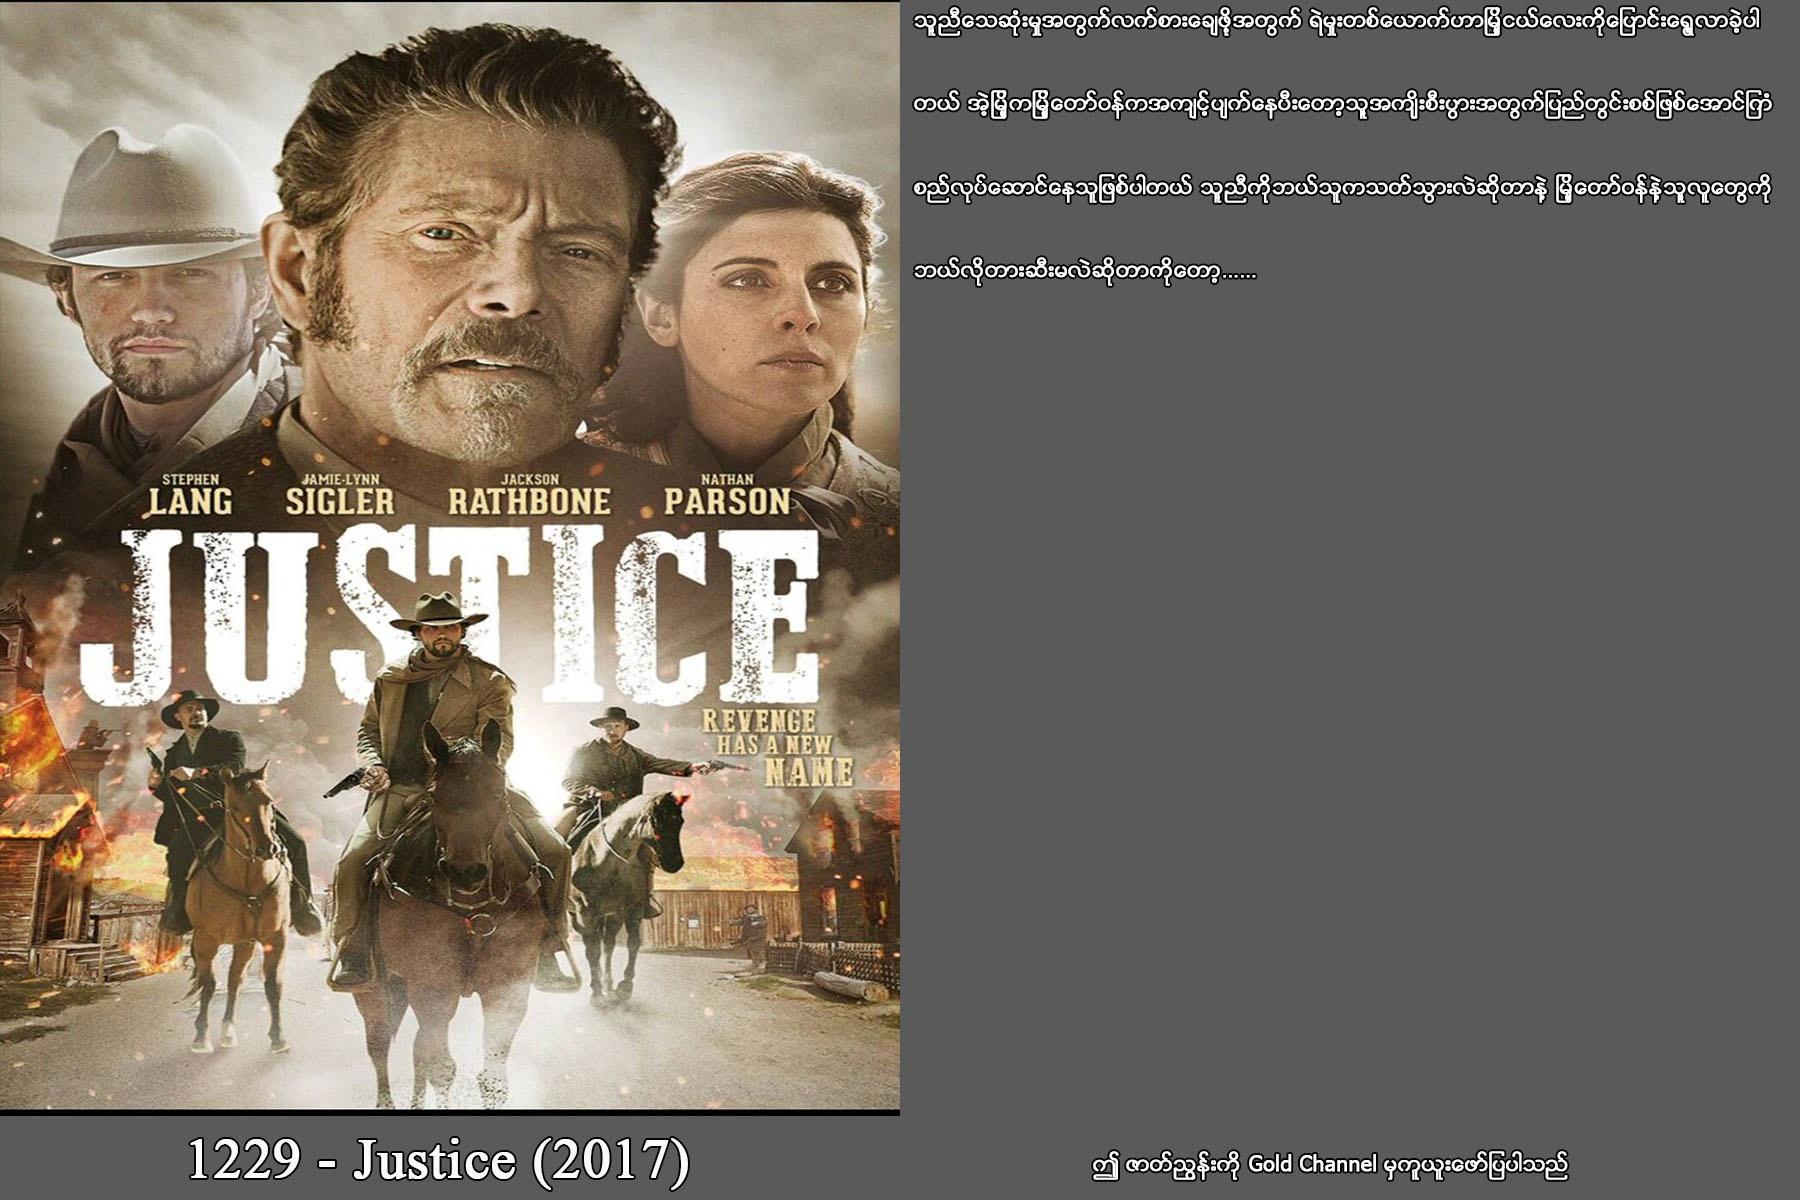 STEPHEN LANG
JAMIE-LYNN SIGLER
JACKSON RATHBONE
NATHAN PARSON
JUSTICE
REVENGE
HAS A NEW
NAME
1229 - Justice (2017)
သူညီသေဆုံးမှုအတွက်လက်စားချေဖို့အတွက် ရဲမှူးတစ်ယောက်ဟာမြို့ငယ်လေးကိုပြောင်းရွှေ့လာခဲ့ပါ
တယ် အဲ့မြို့ကမြို့တော်ဝန်ကအကျင့်ပျက်နေပီးတော့သူအကျိုးစီးပွားအတွက်ပြည်တွင်းစစ်ဖြစ်အောင်ကြံ
စည်လုပ်ဆောင်နေသူဖြစ်ပါတယ် သူညီကိုဘယ်သူကသတ်သွားလဲဆိုတာနဲ့ မြို့တော်ဝန်နဲ့သူ့လူတွေကို
ဘယ်လိုတားဆီးမလဲဆိုတာကိုတော့......
ဤ ဇာတ်ညွှန်းကို Gold Channel မှကူယူးဖော်ပြပါသည်